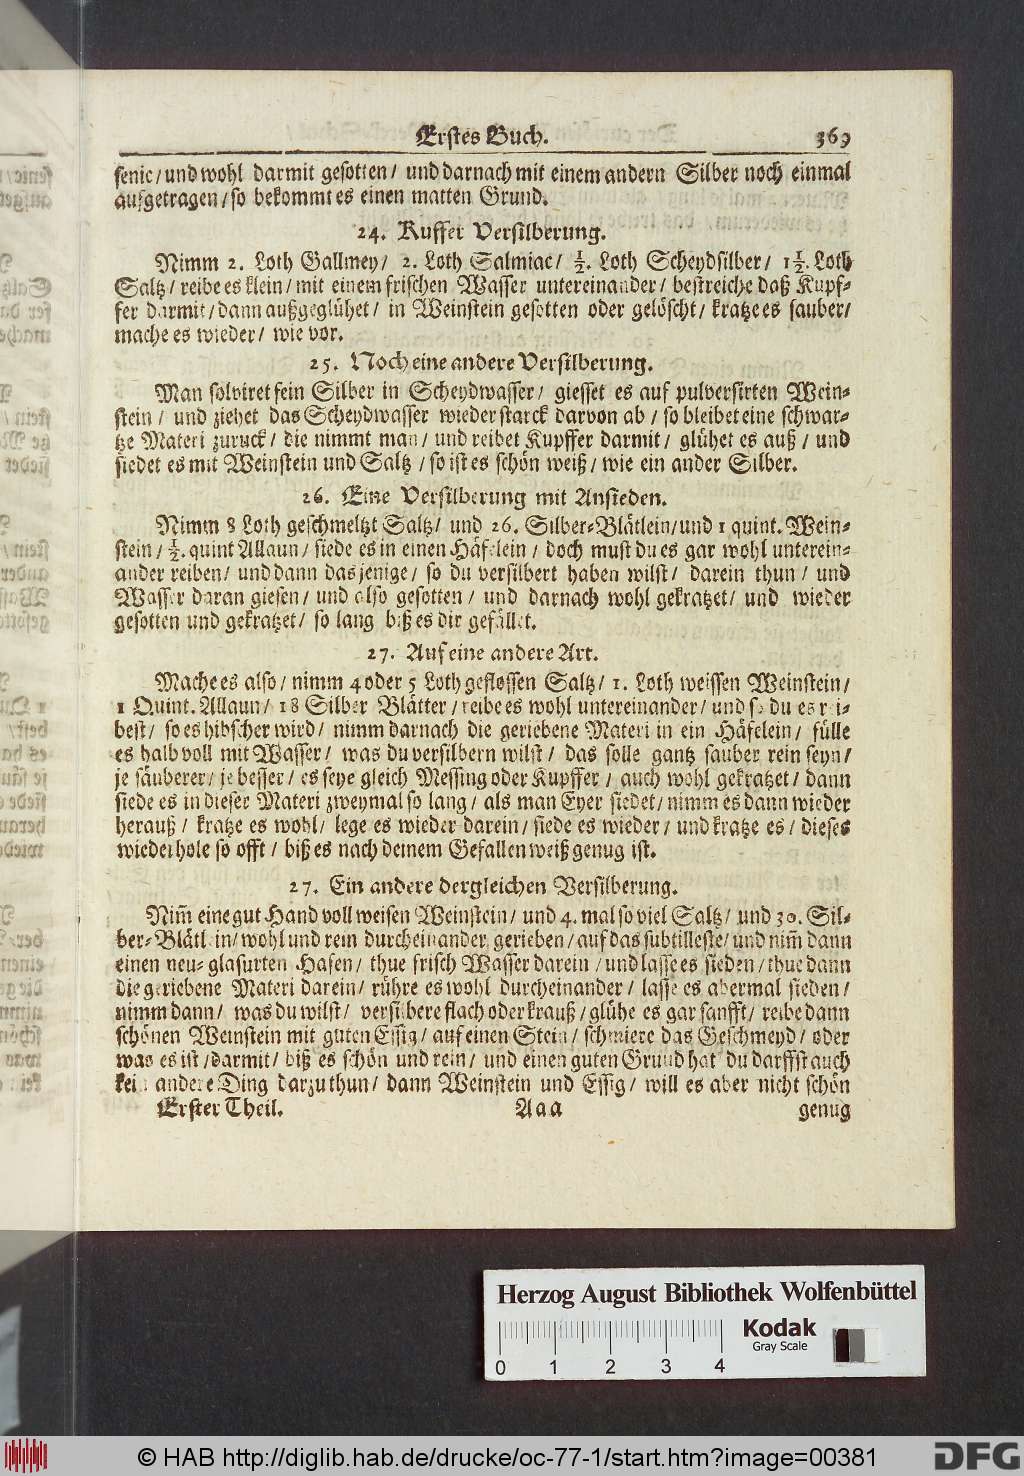 Erstes Buch. 369
senic/ und wohl darmit gesotten/ und darnach mit einem andern Silber noch einmal
aufgetragen/ so bekommt es einen matten Grund.
24. Kuffer Versilberung.
Nimm 2. Loth Gallmey/ 2. Loth Salmiac/ ½. Loth Scheydsilber/ 1½. Loth
Saltz/ reibe es klein/ mit einem frischen Wasser untereinander/ bestreiche daß Kupf-
fer darmit/ dann außgeglühet/ in Weinstein gesotten oder gelöscht/ kratze es sauber/
mache es wieder/ wie vor.
25. Noch eine andere Versilberung.
Man solviret fein Silber in Scheydwasser/ giesset es auf pulversirten Wein-
stein/ und ziehet das Scheydwasser wieder starck darvon ab/ so bleibet eine schwar-
tze Materi zuruck/ die nimmt man/ und reibet Kupffer darmit/ glühet es auß/ und
siedet es mit Weinstein und Saltz/ so ist es schön weiß/ wie ein ander Silber.
26. Eine Versilberung mit Ansieden.
Nimm 8 Loth geschmeltzt Saltz/ und 26. Silber-Blätlein/ und 1 quint. Wein-
stein/ ½. quint Allaun/ siede es in einen Häfelein/ doch must du es gar wohl unterein-
ander reiben/ und dann dasjenige/ so du versilbert haben wilst/ darein thun/ und
Wasser daran giesen/ und also gesotten/ und darnach wohl gekratzet/ und wieder
gesotten und gekratzet/ so lang biß es dir gefället.
27. Auf eine andere Art.
Mache es also/ nimm 4 oder 5 Loth geflossen Saltz/ 1. Loth weissen Weinstein/
1 Quint. Allaun/ 18 Silber Blätter/ reibe es wohl untereinander/ und so du es rei-
best/ so es hibscher wird/ nimm darnach die geriebene Materi in ein Häfelein/ fülle
es halb voll mit Wasser/ was du versilbern wilst/ das solle gantz sauber rein seyn/
je säuberer/ je besser/ es seye gleich Messing oder Kupffer/ auch wohl gekratzet/ dann
siede es in dieser Materi zweymal so lang/ als man Eyer siedet/ nimm es dann wieder
herauß/ kratze es wohl/ lege es wieder darein/ siede es wieder/ und kratze es/ dieses
wiederhole so offt/ biß es nach deinem Gefallen weiß genug ist.
27. Ein andere dergleichen Versilberung.
Nim̄ eine gut Hand voll weisen Weinstein/ und 4. mal so viel Saltz/ und 30. Sil-
ber-Blätlein/ wohl und rein durcheinander gerieben/ auf das subtilleste/ und nim̄ dann
einen neu-glasurten Hafen/ thue frisch Wasser darein/ und lasse es sieden/ thue dann
die geriebene Materi darein/ rühre es wohl durcheinander/ lasse es abermal sieden/
nimm dann/ was du wilst/ versilbere flach oder krauß/ glühe es gar sanfft/ reibe dann
schönen Weinstein mit guten Essig/ auf einen Stein/ schmiere das Geschmeyd/ oder
was es ist/ darmit/ biß es schön und rein/ und einen guten Grund hat du darffst auch
kein andere Ding darzu thun/ dann Weinstein und Essig/ will es aber nicht schön
Erster Theil. Aaa genug
Herzog August Bibliothek Wolfenbüttel
Kodak
Gray Scale
0 1 2 3 4
© HAB http://diglib.hab.de/drucke/oc-77-1/start.htm?image=00381
DFG